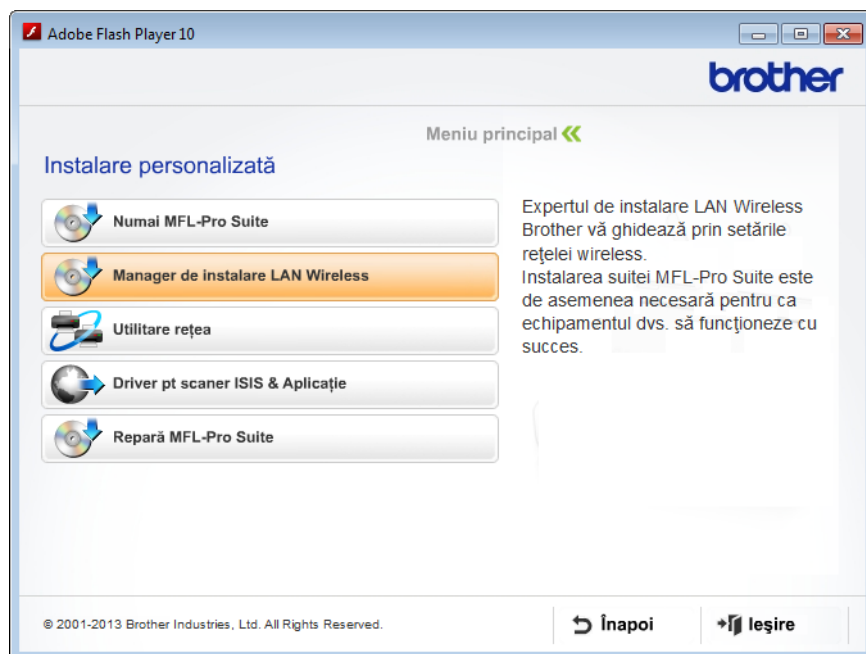 Adobe Flash Player 10
brother
Meniu principal
Instalare personalizată
Numai MFL-Pro Suite
Manager de instalare LAN Wireless
Utilitare rețea
Driver pt scaner ISIS & Aplicație
Repară MFL-Pro Suite
Expertul de instalare LAN Wireless
Brother vă ghidează prin setările
reţelei wireless.
Instalarea suitei MFL-Pro Suite este
de asemenea necesară pentru ca
echipamentul dvs. să funcţioneze cu
succes.
© 2001-2013 Brother Industries, Ltd. All Rights Reserved.
Înapoi
Ieşire